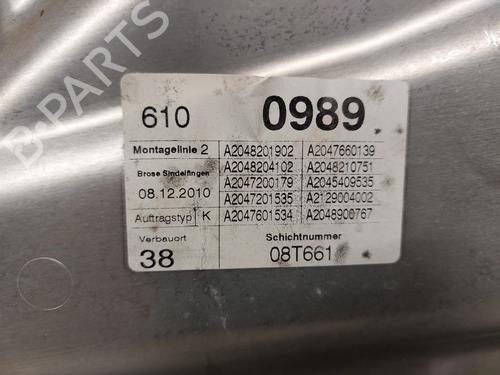 B-PARTS
610 0989
Montagelinie 2 A2048201902 A2047660139
Brose Sindelfingen A2048204102 A2048210751
08.12.2010 A2047200179 A2045409535
A2047201535 A2129004002
Auftragstyp K A2047601534 A2048900767
Verbauort Schichtnummer
38 08T661